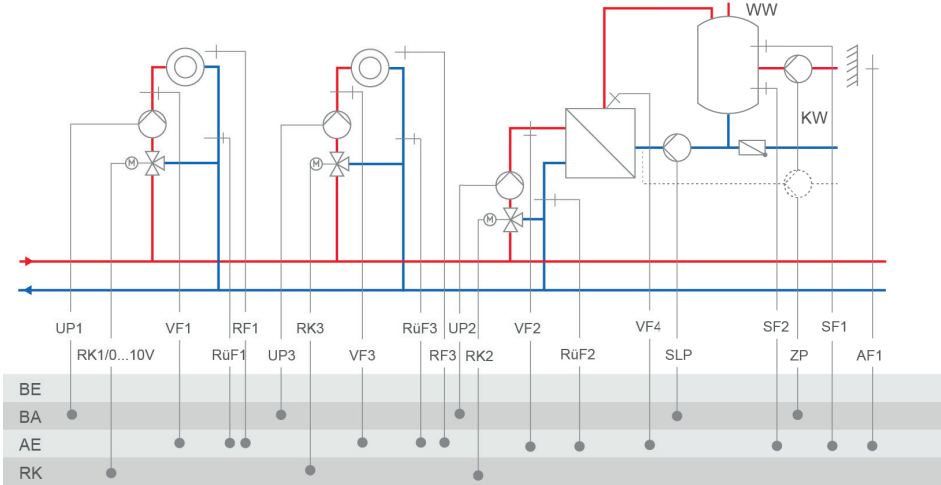 WW
KW
M
M
M
UP1
VF1
RF1
RK3
RüF3
UP2
VF2
VF4
SF2
SF1
RK1/0...10V
RüF1
UP3
VF3
RF3
RK2
RüF2
SLP
ZP
AF1
BE
BA
AE
RK